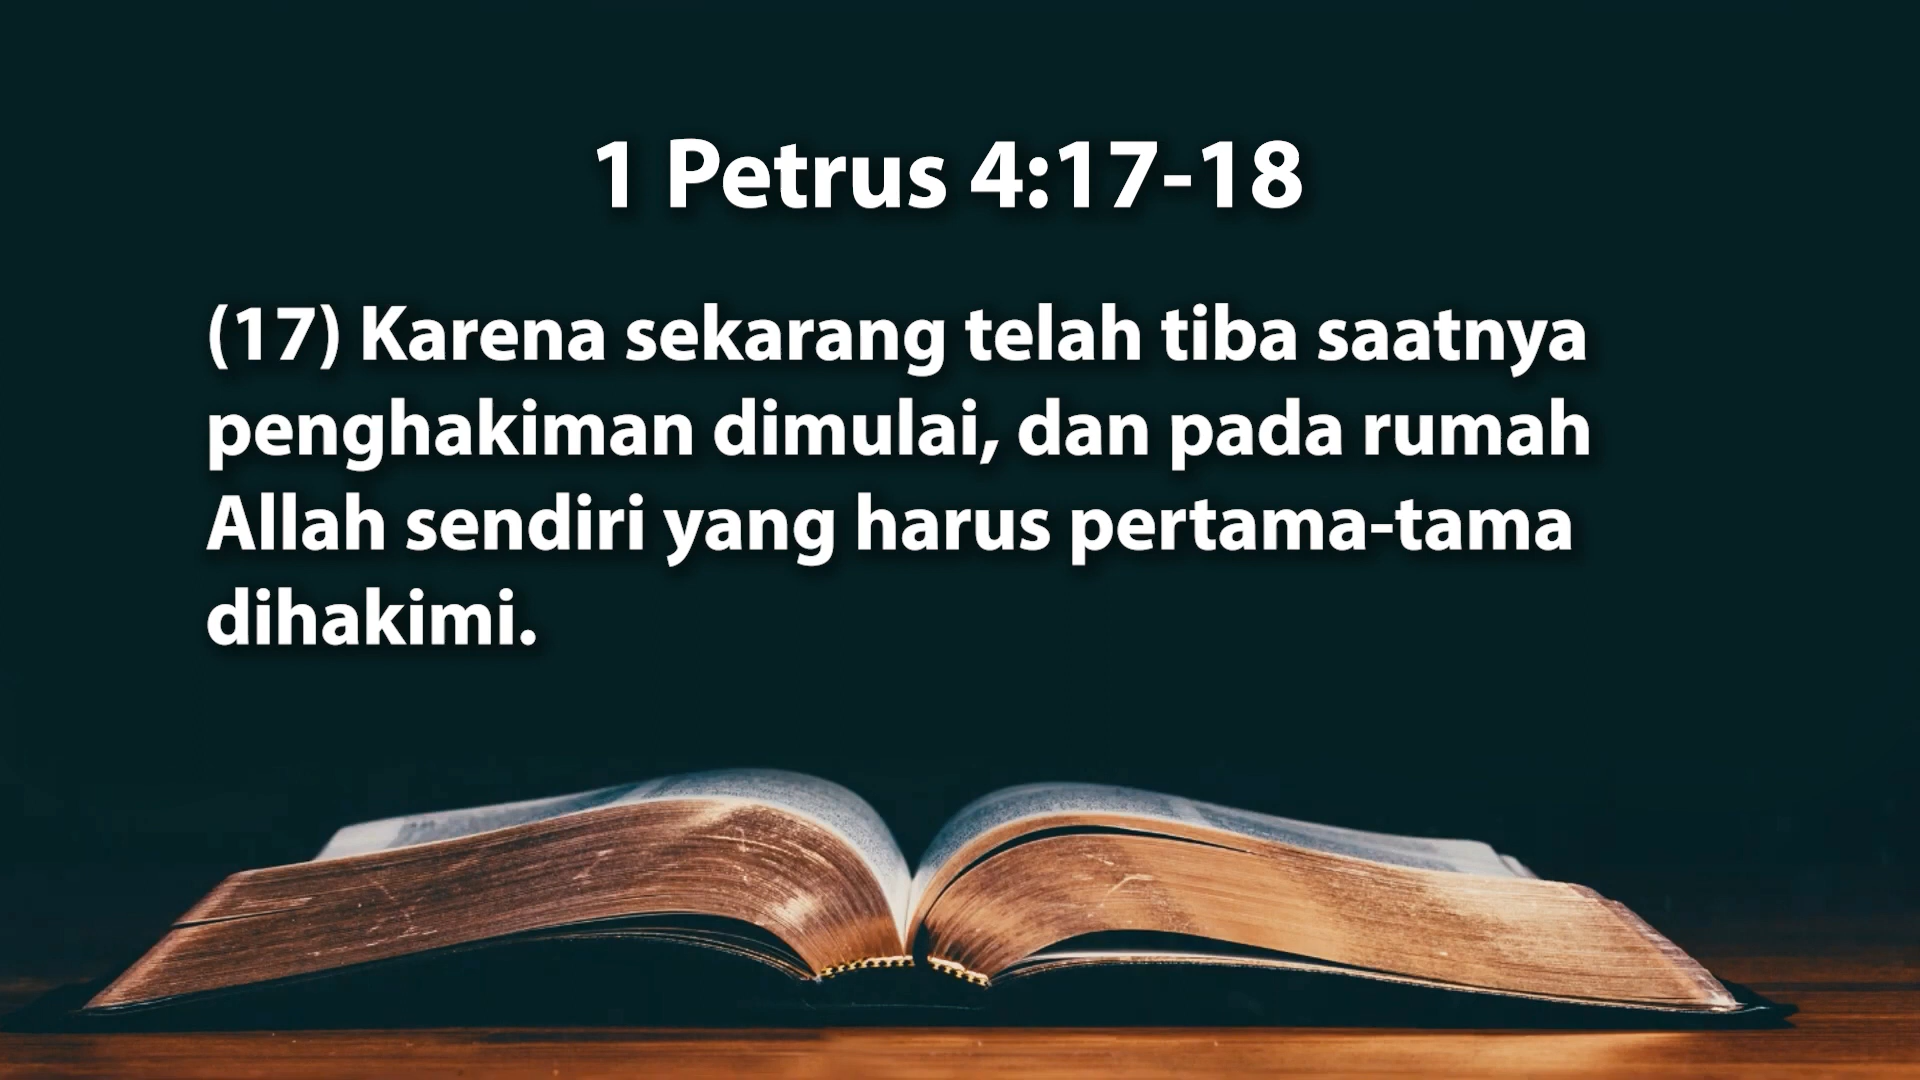 1 Petrus 4:17-18
(17) Karena sekarang telah tiba saatnya
penghakiman dimulai, dan pada rumah
Allah sendiri yang harus pertama-tama
dihakimi.